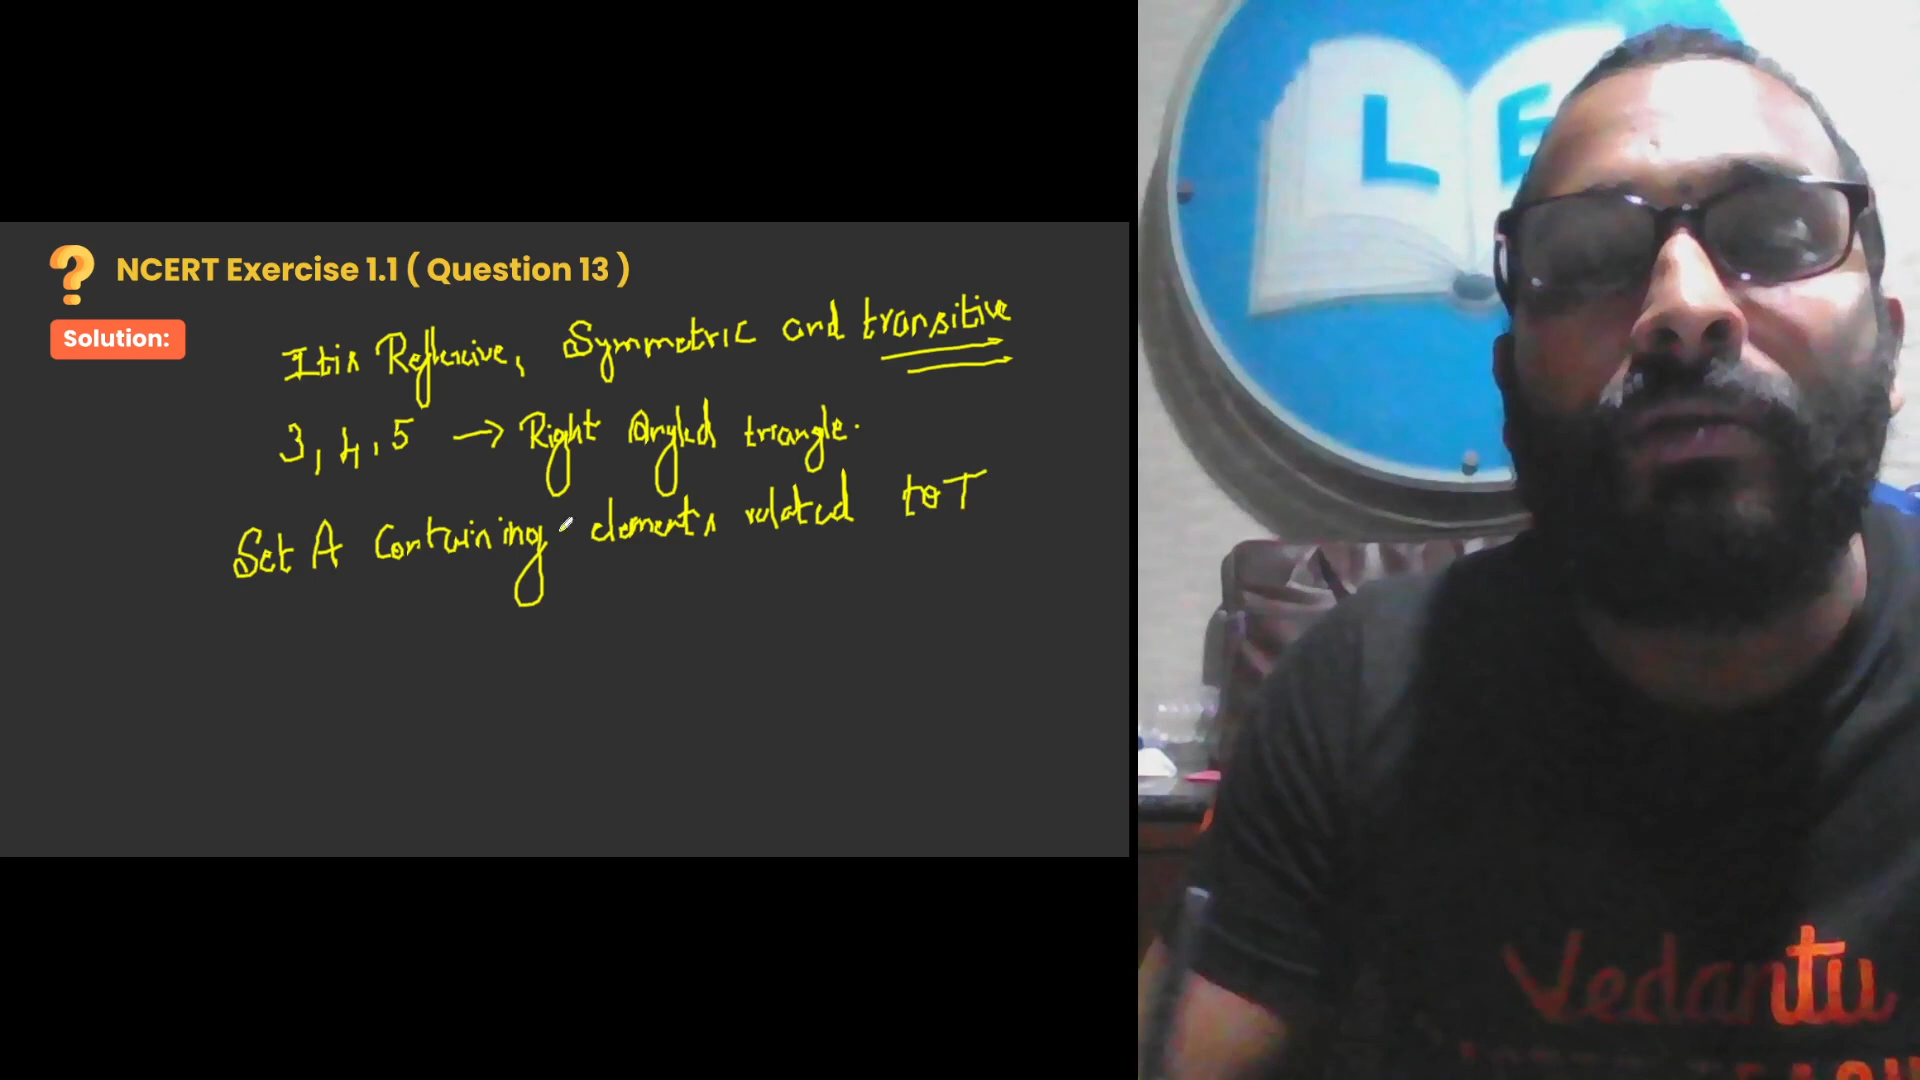 NCERT Exercise 1.1 ( Question 13 )
Solution:
It is Reflexive, Symmetric and transitive
3, 4, 5 → Right Angled triangle.
Set A Containing elements related to T
LE
Vedantu